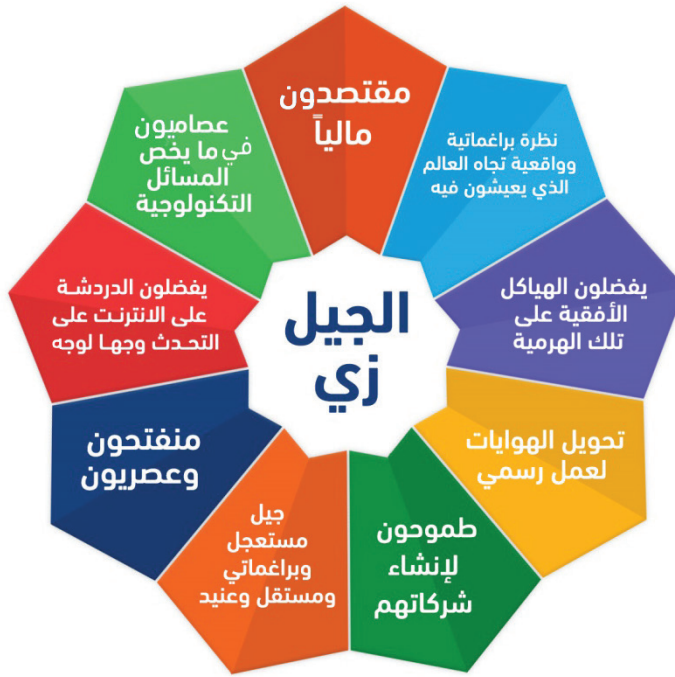 الجيل
زي
مقتصدون
مالياً
نظرة براغماتية
وواقعية تجاه العالم
الذي يعيشون فيه
يفضلون الهياكل
الأفقية على
تلك الهرمية
تحويل الهوايات
لعمل رسمي
طموحون
لإنشاء
شركاتهم
جيل
مستعجل
وبراغماتي
ومستقل وعنيد
منفتحون
وعصريون
يفضلون الدردشة
على الانترنت على
التحدث وجها لوجه
عصاميون
في ما يخص
المسائل
التكنولوجية